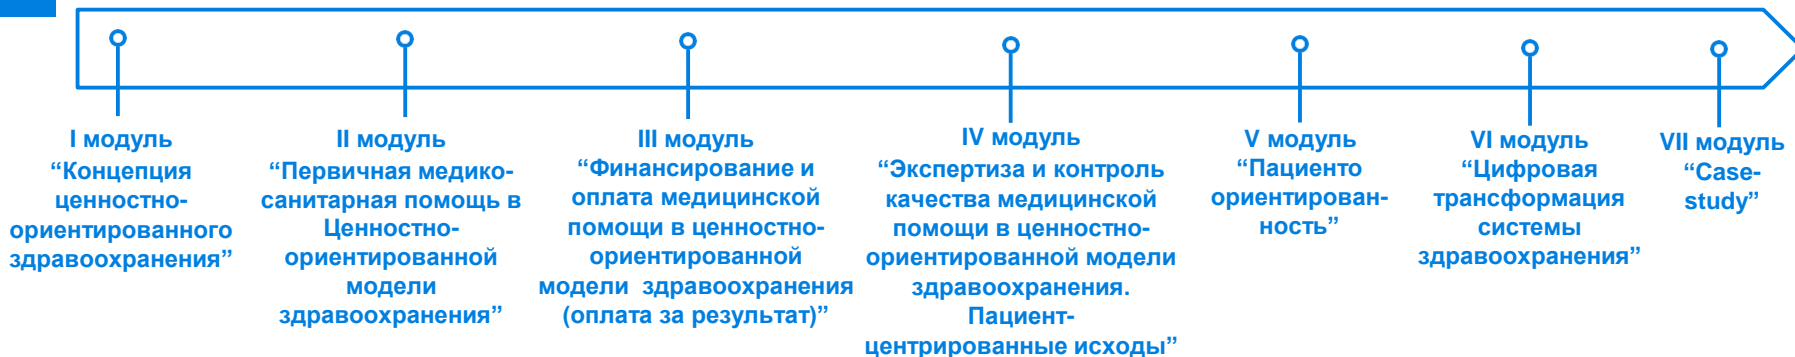 I модуль
“Концепция
ценностно-
ориентированного
здравоохранения”
II модуль
“Первичная медико-
санитарная помощь в
Ценностно-
ориентированной
модели
здравоохранения”
III модуль
“Финансирование и
оплата медицинской
помощи в ценностно-
ориентированной
модели здравоохранения
(оплата за результат)”
IV модуль
“Экспертиза и контроль
качества медицинской
помощи в ценностно-
ориентированной модели
здравоохранения.
Пациент-
центрированные исходы”
V модуль
“Пациенто
ориентирован-
ность”
VI модуль
“Цифровая
трансформация
системы
здравоохранения”
VII модуль
“Case-
study”